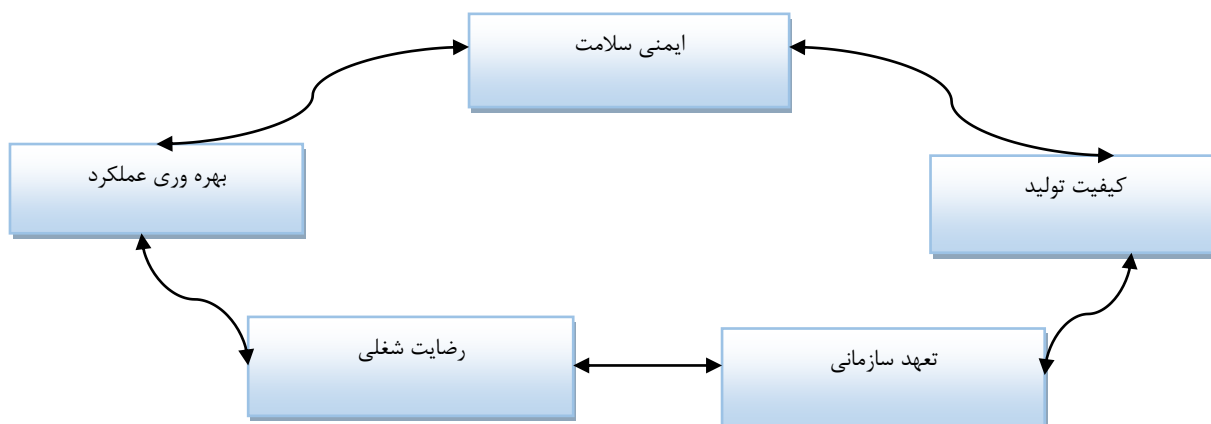 ایمنی سلامت
کیفیت تولید
بهره وری عملکرد
تعهد سازمانی
رضایت شغلی